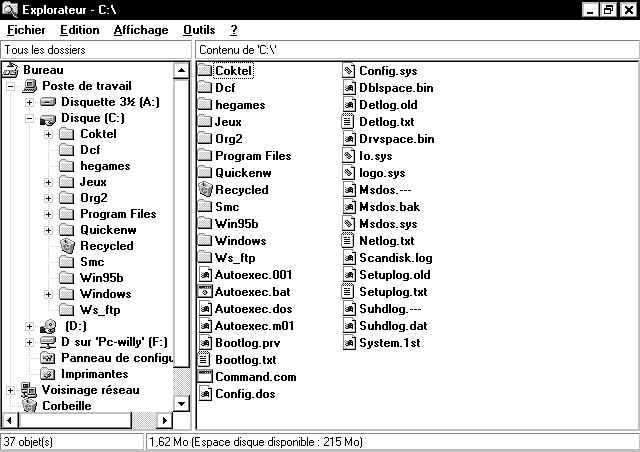 Explorateur - C:\
Fichier Edition Affichage Outils ?
Tous les dossiers
Contenu de 'C:\'
Bureau
Poste de travail
Disquette 3½ (A:)
Disque (C:)
Coktel
Dcf
hegames
Jeux
Org2
Program Files
Quickenw
Recycled
Smc
Win95b
Windows
Ws_ftp
(D:)
D sur 'Pc-willy' (F:)
Panneau de configu
Imprimantes
Voisinage réseau
Corbeille
Coktel
Dcf
hegames
Jeux
Org2
Program Files
Quickenw
Recycled
Smc
Win95b
Windows
Ws_ftp
Autoexec.001
Autoexec.bat
Autoexec.dos
Autoexec.m01
Bootlog.prv
Bootlog.txt
Command.com
Config.dos
Config.sys
Dblspace.bin
Detlog.old
Detlog.txt
Drvspace.bin
Io.sys
logo.sys
Msdos.---
Msdos.bak
Msdos.sys
Netlog.txt
Scandisk.log
Setuplog.old
Setuplog.txt
Suhdlog.---
Suhdlog.dat
System.1st
37 objet(s)
1,62 Mo (Espace disque disponible : 215 Mo)